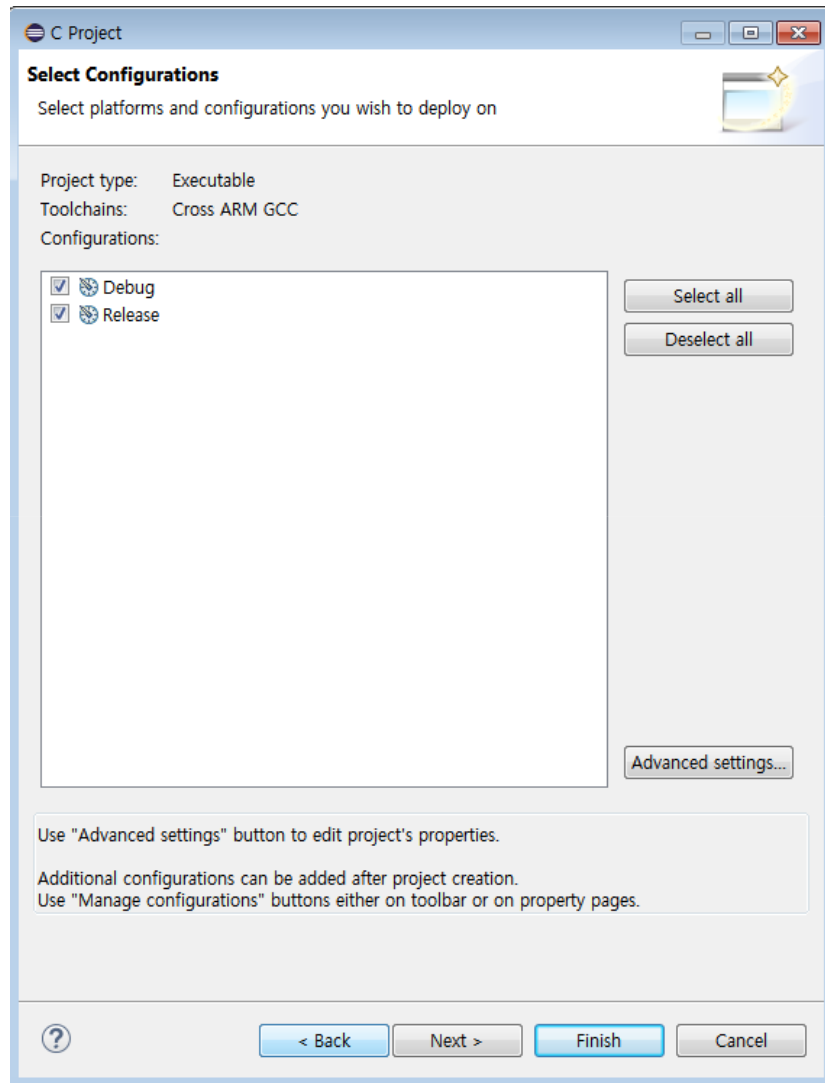 C Project
Select Configurations
Select platforms and configurations you wish to deploy on
Project type: Executable
Toolchains: Cross ARM GCC
Configurations:
Debug
Release
Select all
Deselect all
Advanced settings...
Use "Advanced settings" button to edit project's properties.
Additional configurations can be added after project creation.
Use "Manage configurations" buttons either on toolbar or on property pages.
? < Back Next > Finish Cancel